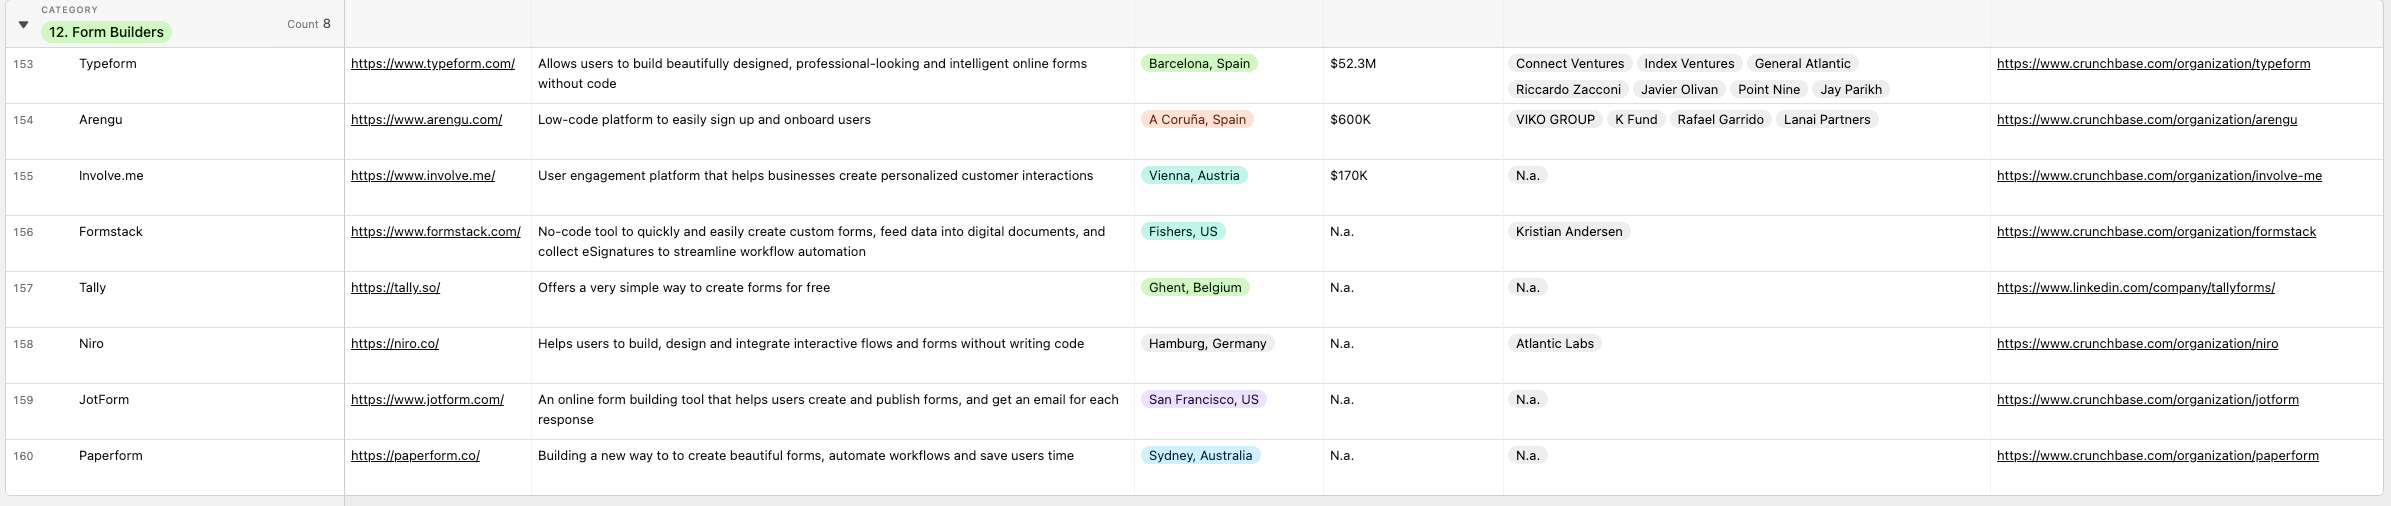 CATEGORY
12. Form Builders Count 8
153 Typeform https://www.typeform.com/ Allows users to build beautifully designed, professional-looking and intelligent online forms without code Barcelona, Spain $52.3M Connect Ventures Index Ventures General Atlantic Riccardo Zacconi Javier Olivan Point Nine Jay Parikh https://www.crunchbase.com/organization/typeform
154 Arengu https://www.arengu.com/ Low-code platform to easily sign up and onboard users A Coruña, Spain $600K VIKO GROUP K Fund Rafael Garrido Lanai Partners https://www.crunchbase.com/organization/arengu
155 Involve.me https://www.involve.me/ User engagement platform that helps businesses create personalized customer interactions Vienna, Austria $170K N.a. https://www.crunchbase.com/organization/involve-me
156 Formstack https://www.formstack.com/ No-code tool to quickly and easily create custom forms, feed data into digital documents, and collect eSignatures to streamline workflow automation Fishers, US N.a. Kristian Andersen https://www.crunchbase.com/organization/formstack
157 Tally https://tally.so/ Offers a very simple way to create forms for free Ghent, Belgium N.a. N.a. https://www.linkedin.com/company/tallyforms/
158 Niro https://niro.co/ Helps users to build, design and integrate interactive flows and forms without writing code Hamburg, Germany N.a. Atlantic Labs https://www.crunchbase.com/organization/niro
159 JotForm https://www.jotform.com/ An online form building tool that helps users create and publish forms, and get an email for each response San Francisco, US N.a. N.a. https://www.crunchbase.com/organization/jotform
160 Paperform https://paperform.co/ Building a new way to to create beautiful forms, automate workflows and save users time Sydney, Australia N.a. N.a. https://www.crunchbase.com/organization/paperform